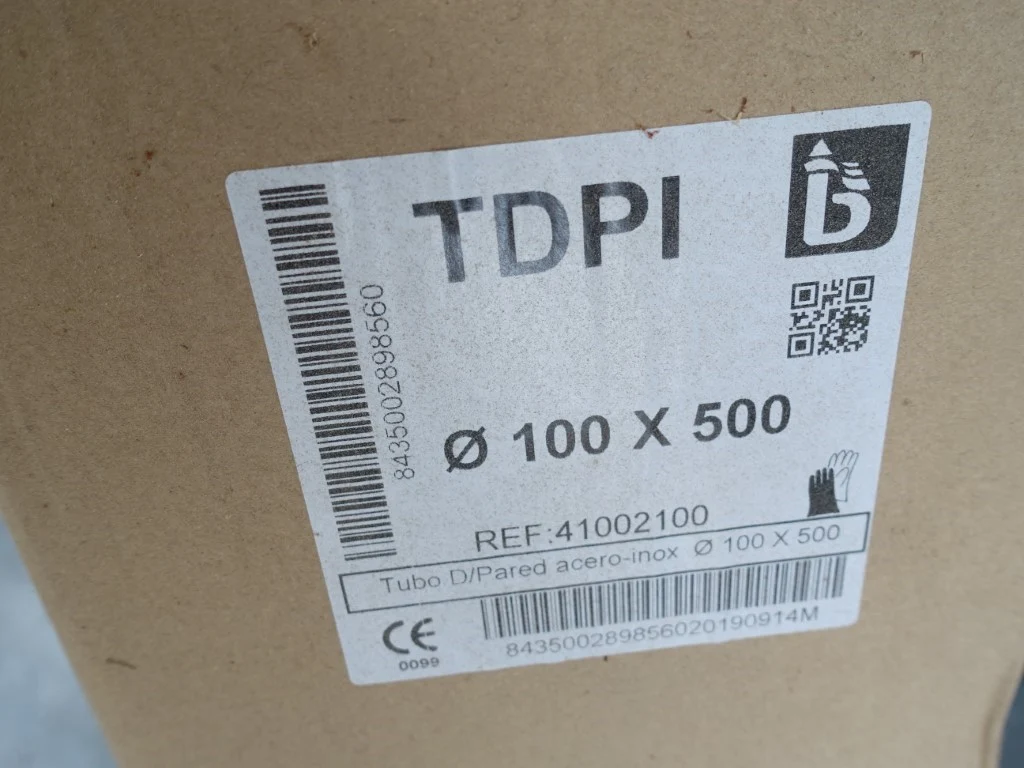 TDPI
b
8435002898560
Ø 100 X 500
REF:41002100
Tubo D/Pared acero-inox Ø 100 X 500
CE
0099
843500289856020190914M